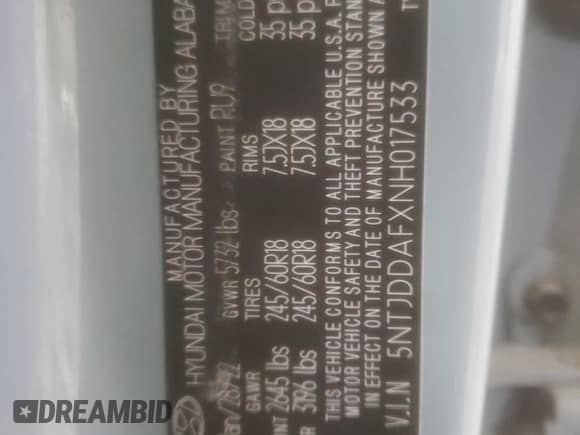 MANUFACTURED BY
HYUNDAI MOTOR MANUFACTURING ALABA
GVWR 5732 lbs PAINT RU9 TRIM
GAWR TIRES RIMS COLD
NT 2645 lbs 245/60R18 7.5JX18 35 p
R 3196 lbs 245/60R18 7.5JX18 35 p
THIS VEHICLE CONFORMS TO ALL APPLICABLE U.S.A. F
MOTOR VEHICLE SAFETY AND THEFT PREVENTION STAN
IN EFFECT ON THE DATE OF MANUFACTURE SHOWN A
V.I.N 5NTJDDAFXNH017533
DREAMBID